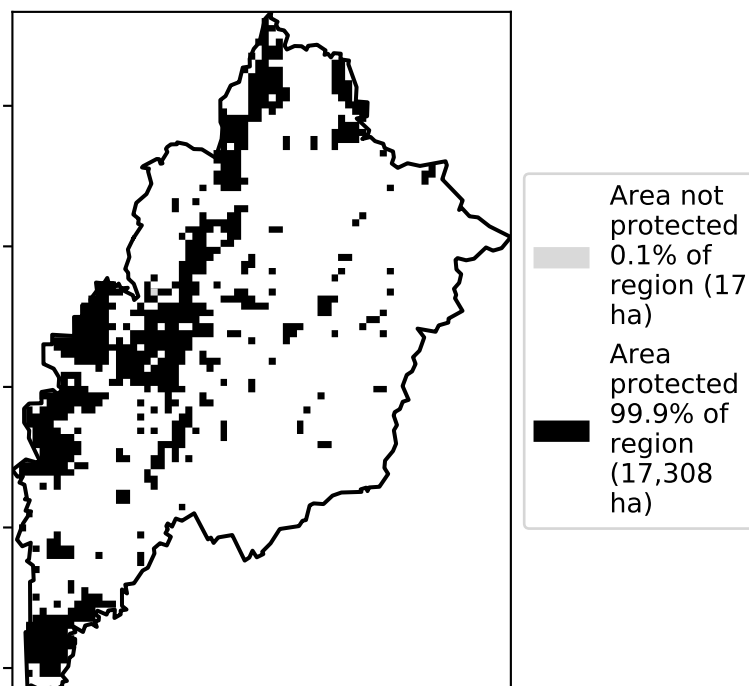 Area not
protected
0.1% of
region (17
ha)
Area
protected
99.9% of
region
(17,308
ha)